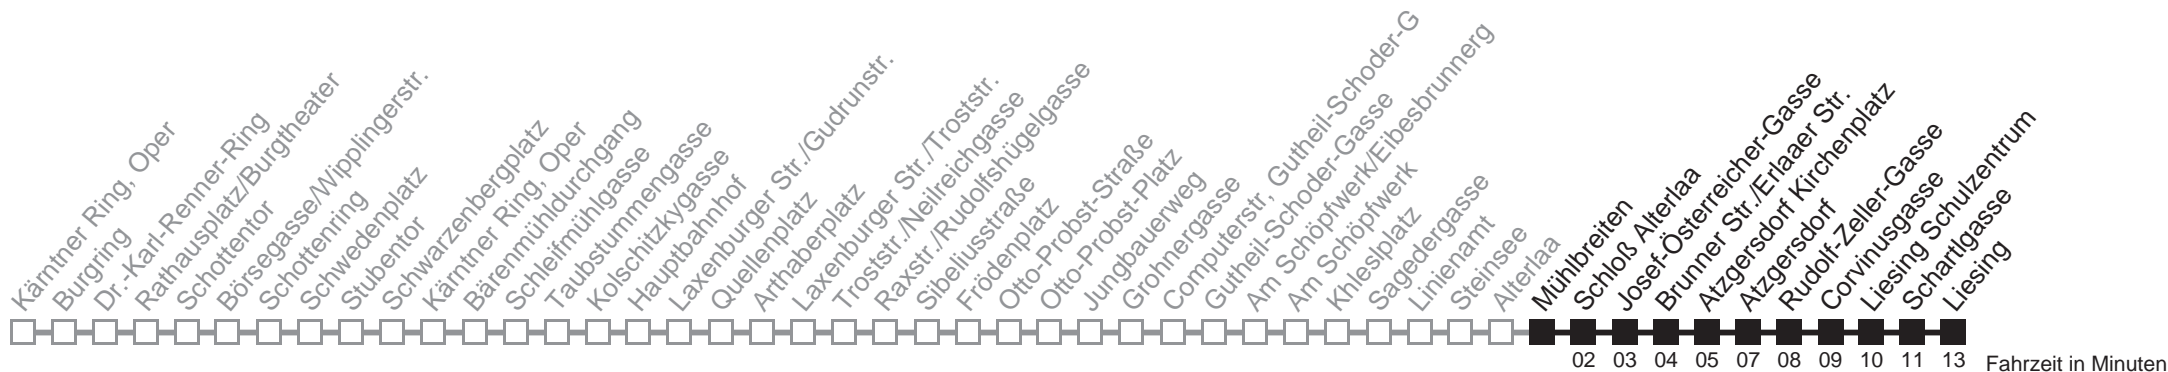 Kärntner Ring, Oper
Burgring
Dr.-Karl-Renner-Ring
Rathausplatz/Burgtheater
Schottentor
Börsegasse/Wipplingerstr.
Schottenring
Schwedenplatz
Stubentor
Schwarzenbergplatz
Kärntner Ring, Oper
Bärenmühldurchgang
Schleifmühlgasse
Taubstummengasse
Kolschitzkygasse
Hauptbahnhof
Laxenburger Str./Gudrunstr.
Quellenplatz
Arthaberplatz
Laxenburger Str./Troststr.
Troststr./Neilreichgasse
Raxstr./Rudolfshügelgasse
Sibeliusstraße
Frödenplatz
Otto-Probst-Straße
Otto-Probst-Platz
Jungbauerweg
Grohnergasse
Computerstr, Gutheil-Schoder-G
Gutheil-Schoder-Gasse
Am Schöpfwerk/Eibesbrunnerg
Am Schöpfwerk
Khleslplatz
Sagedergasse
Linienamt
Steinsee
Alterlaa
Mühlbreiten
Schloß Alterlaa
Josef-Österreicher-Gasse
Brunner Str./Erlaaer Str.
Atzgersdorf Kirchenplatz
Atzgersdorf
Rudolf-Zeller-Gasse
Corvinusgasse
Liesing Schulzentrum
Schartlgasse
Liesing
02 03 04 05 07 08 09 10 11 13 Fahrzeit in Minuten